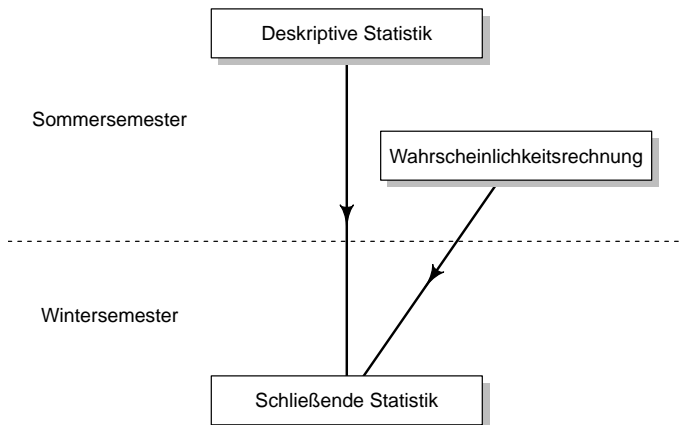 Deskriptive Statistik
Sommersemester
Wahrscheinlichkeitsrechnung
Wintersemester
Schließende Statistik